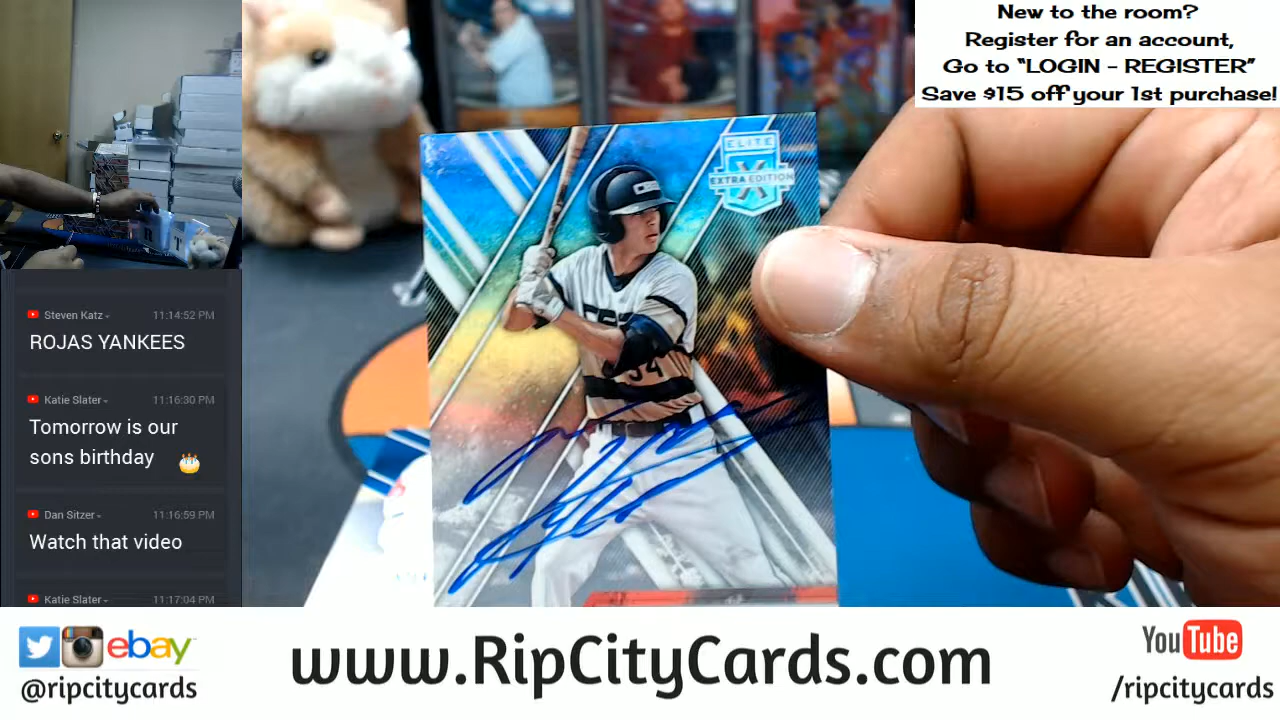 New to the room?
Register for an account,
Go to “LOGIN - REGISTER”
Save $15 off your 1st purchase!
ELITE
X
EXTRA EDITION
34
Steven Katz
11:14:52 PM
ROJAS YANKEES
Katie Slater
11:16:30 PM
Tomorrow is our
sons birthday
Dan Sitzer
11:16:59 PM
Watch that video
Katie Slater
11:17:04 PM
ebay
@ripcitycards
www.RipCityCards.com
YouTube
/ripcitycards